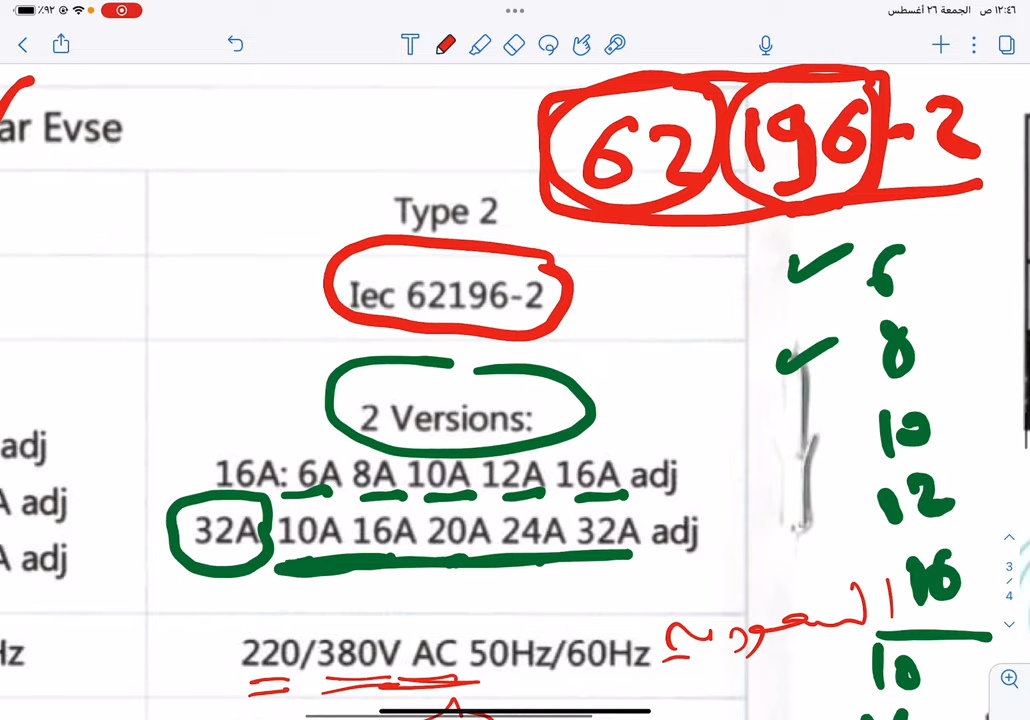 ٪٩٢
١٢:٤٦ ص الجمعة ٢٦ أغسطس
T
ar Evse
62 196-2
Type 2
Iec 62196-2
6
8
2 Versions:
10
adj
16A: 6A 8A 10A 12A 16A adj
12
A adj
32A 10A 16A 20A 24A 32A adj
A adj
16
3
/
4
السعودية
Hz
220/380V AC 50Hz/60Hz
10